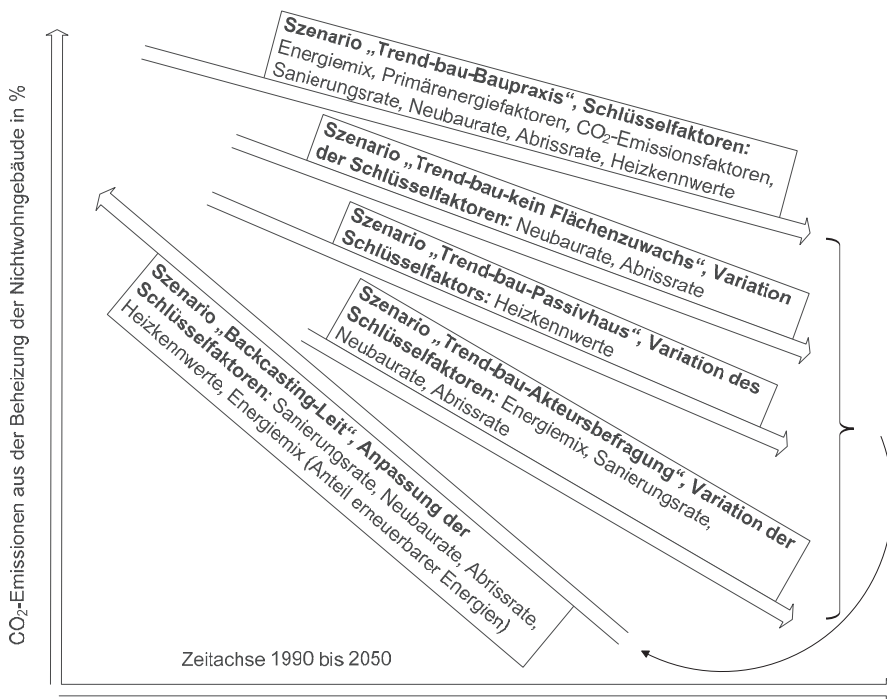 CO₂-Emissionen aus der Beheizung der Nichtwohngebäude in %
Szenario „Trend-bau-Baupraxis“, Schlüsselfaktoren:
Energiemix, Primärenergiefaktoren, CO₂-Emissionsfaktoren,
Sanierungsrate, Neubaurate, Abrissrate, Heizkennwerte
Szenario „Trend-bau-kein Flächenzuwachs“, Variation
der Schlüsselfaktoren: Neubaurate, Abrissrate
Szenario „Trend-bau-Passivhaus“, Variation des
Schlüsselfaktors: Heizkennwerte
Szenario „Trend-bau-Akteursbefragung“, Variation der
Schlüsselfaktoren: Energiemix, Sanierungsrate,
Neubaurate, Abrissrate
Szenario „Backcasting-Leit“, Anpassung der
Schlüsselfaktoren: Sanierungsrate, Neubaurate, Abrissrate,
Heizkennwerte, Energiemix (Anteil erneuerbarer Energien)
Zeitachse 1990 bis 2050